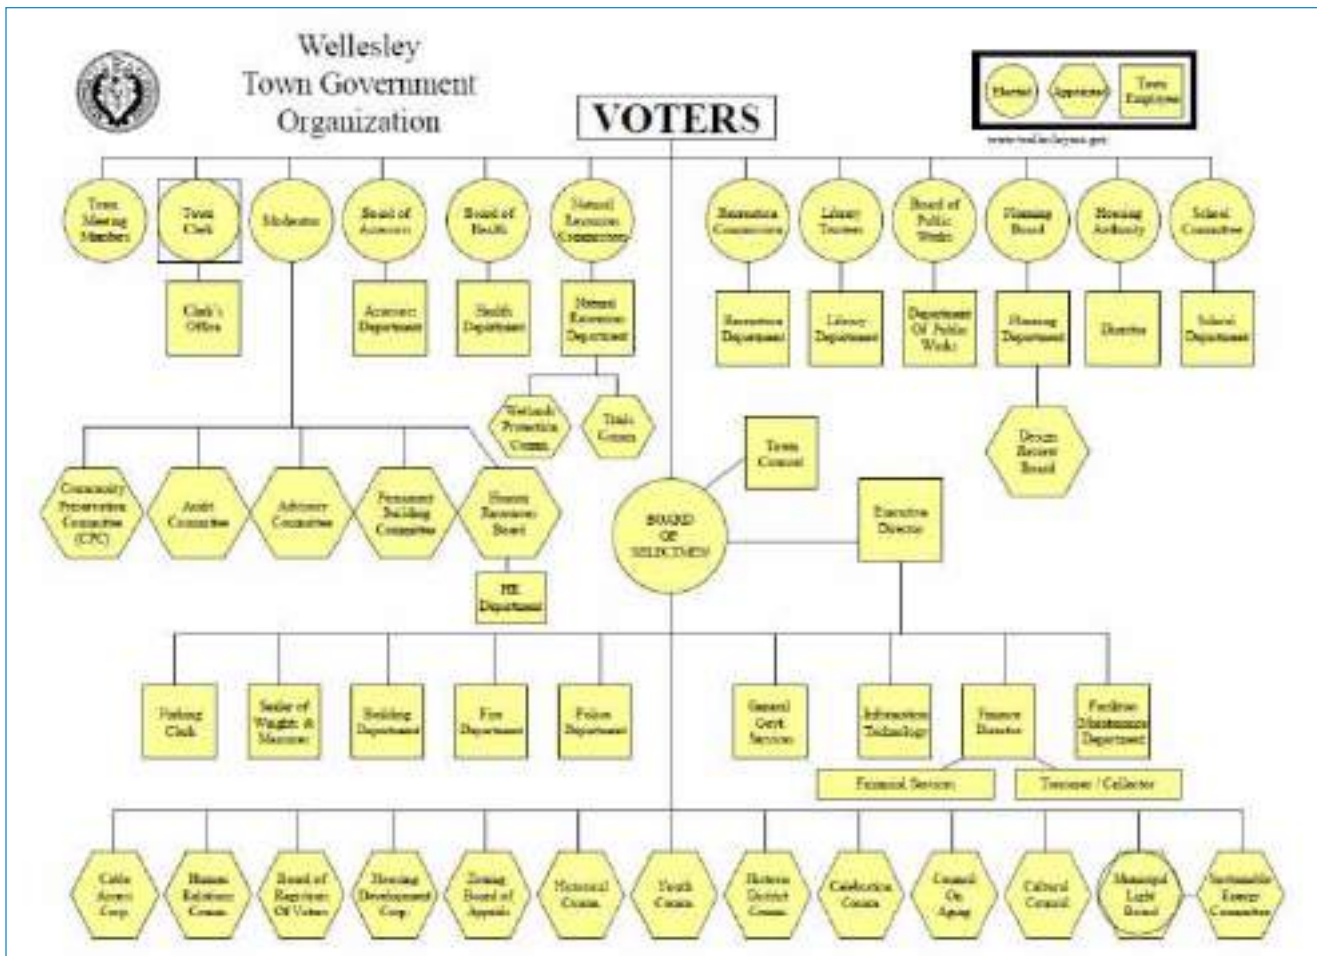 Wellesley
Town Government
Organization
VOTERS
Elected
Appointed
Town
Employee
www.wellesleyma.gov
Town
Meeting
Members
Town
Clerk
Moderator
Board of
Assessors
Board of
Health
Natural
Resources
Commission
Recreation
Commission
Library
Trustees
Board of
Public
Works
Planning
Board
Housing
Authority
School
Committee
Clerk's
Office
Assessor
Department
Health
Department
Natural
Resources
Department
Recreation
Department
Library
Department
Department
Of Public
Works
Planning
Department
Director
School
Department
Wetlands
Protection
Comm.
Trails
Comm.
Design
Review
Board
Town
Counsel
Community
Preservation
Committee
(CPC)
Audit
Committee
Advisory
Committee
Permanent
Building
Committee
Human
Resources
Board
BOARD
OF
SELECTMEN
Executive
Director
HR
Department
Parking
Clerk
Sealer of
Weights &
Measures
Building
Department
Fire
Department
Police
Department
General
Govt.
Services
Information
Technology
Finance
Director
Facilities
Maintenance
Department
Financial Services
Treasurer / Collector
Cable
Access
Corp.
Human
Relations
Comm.
Board of
Registrars
Of Voters
Housing
Development
Corp.
Zoning
Board of
Appeals
Historical
Comm.
Youth
Comm.
Historic
District
Comm.
Celebration
Comm.
Council
On
Aging
Cultural
Council
Municipal
Light
Board
Sustainable
Energy
Committee